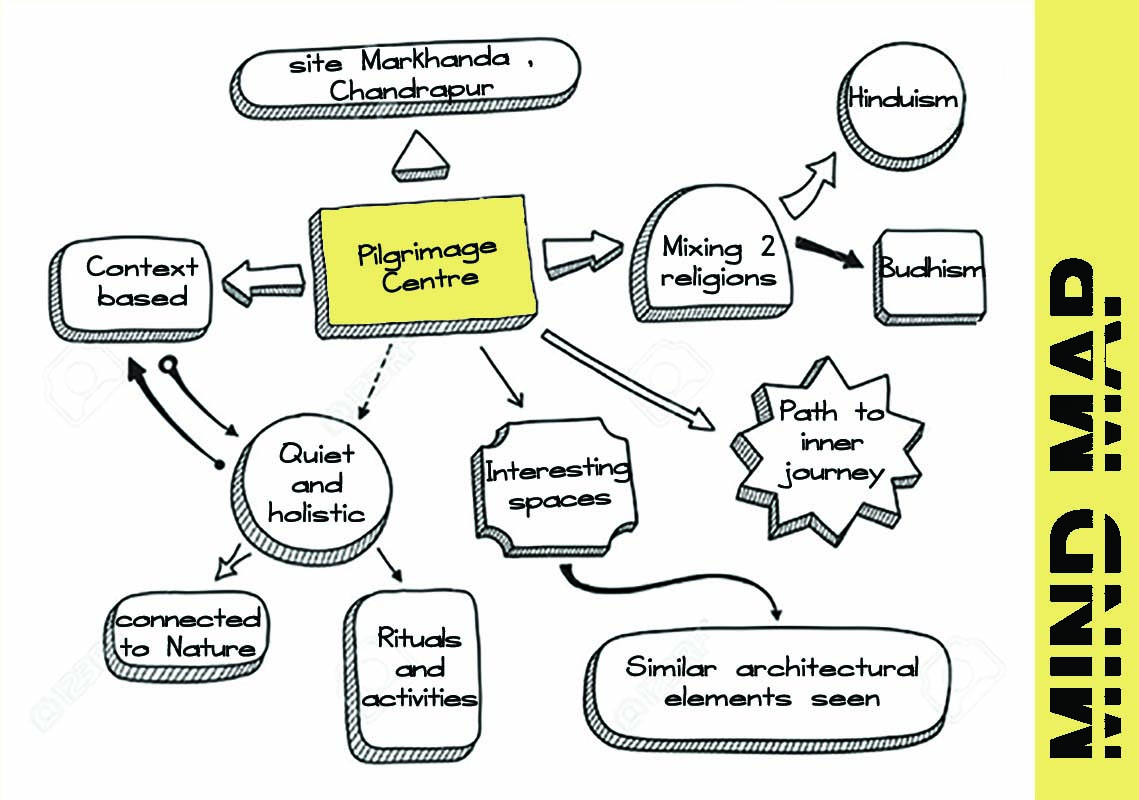 site Markhanda ,
Chandrapur
Hinduism
Pilgrimage
Centre
Mixing 2
religions
Budhism
Context
based
Path to
inner
journey
Quiet
and
holistic
Interesting
spaces
connected
to Nature
Rituals
and
activities
Similar architectural
elements seen
MIND MAP